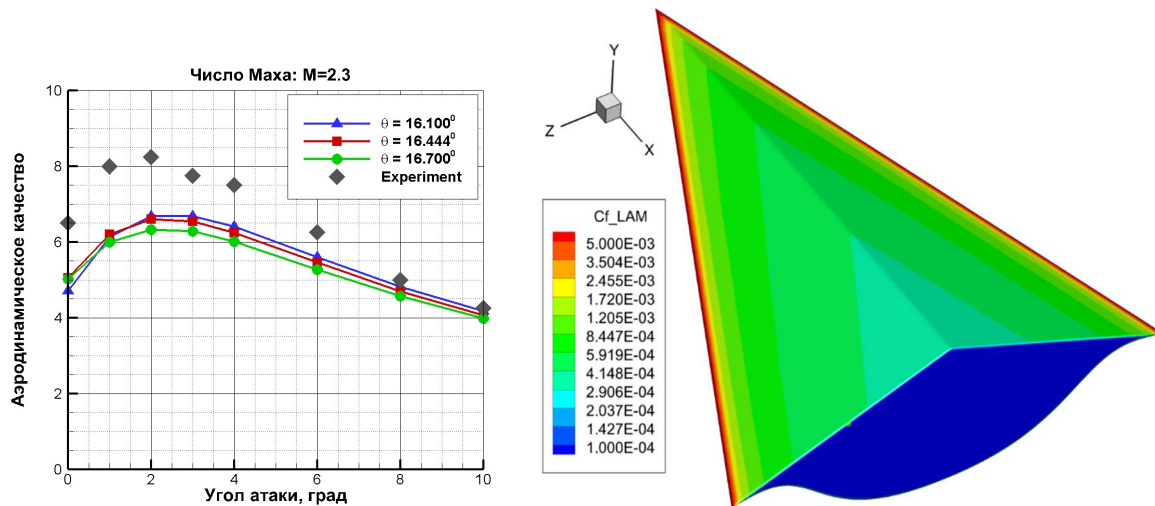 Число Маха: M=2.3
Аэродинамическое качество
10
8
6
4
2
0
θ = 16.100⁰
θ = 16.444⁰
θ = 16.700⁰
Experiment
0 2 4 6 8 10
Угол атаки, град
Y
Z
X
Cf_LAM
5.000E-03
3.504E-03
2.455E-03
1.720E-03
1.205E-03
8.447E-04
5.919E-04
4.148E-04
2.906E-04
2.037E-04
1.427E-04
1.000E-04